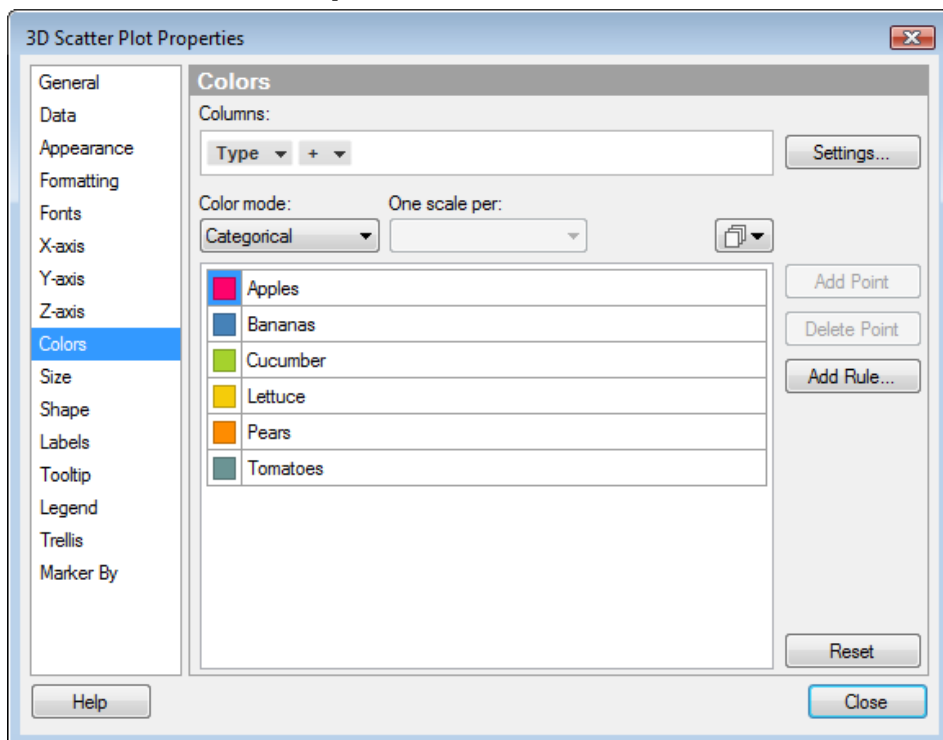 3D Scatter Plot Properties
General
Data
Appearance
Formatting
Fonts
X-axis
Y-axis
Z-axis
Colors
Size
Shape
Labels
Tooltip
Legend
Trellis
Marker By
Colors
Columns:
Type +
Settings...
Color mode: One scale per:
Categorical
Apples
Bananas
Cucumber
Lettuce
Pears
Tomatoes
Add Point
Delete Point
Add Rule...
Reset
Help Close